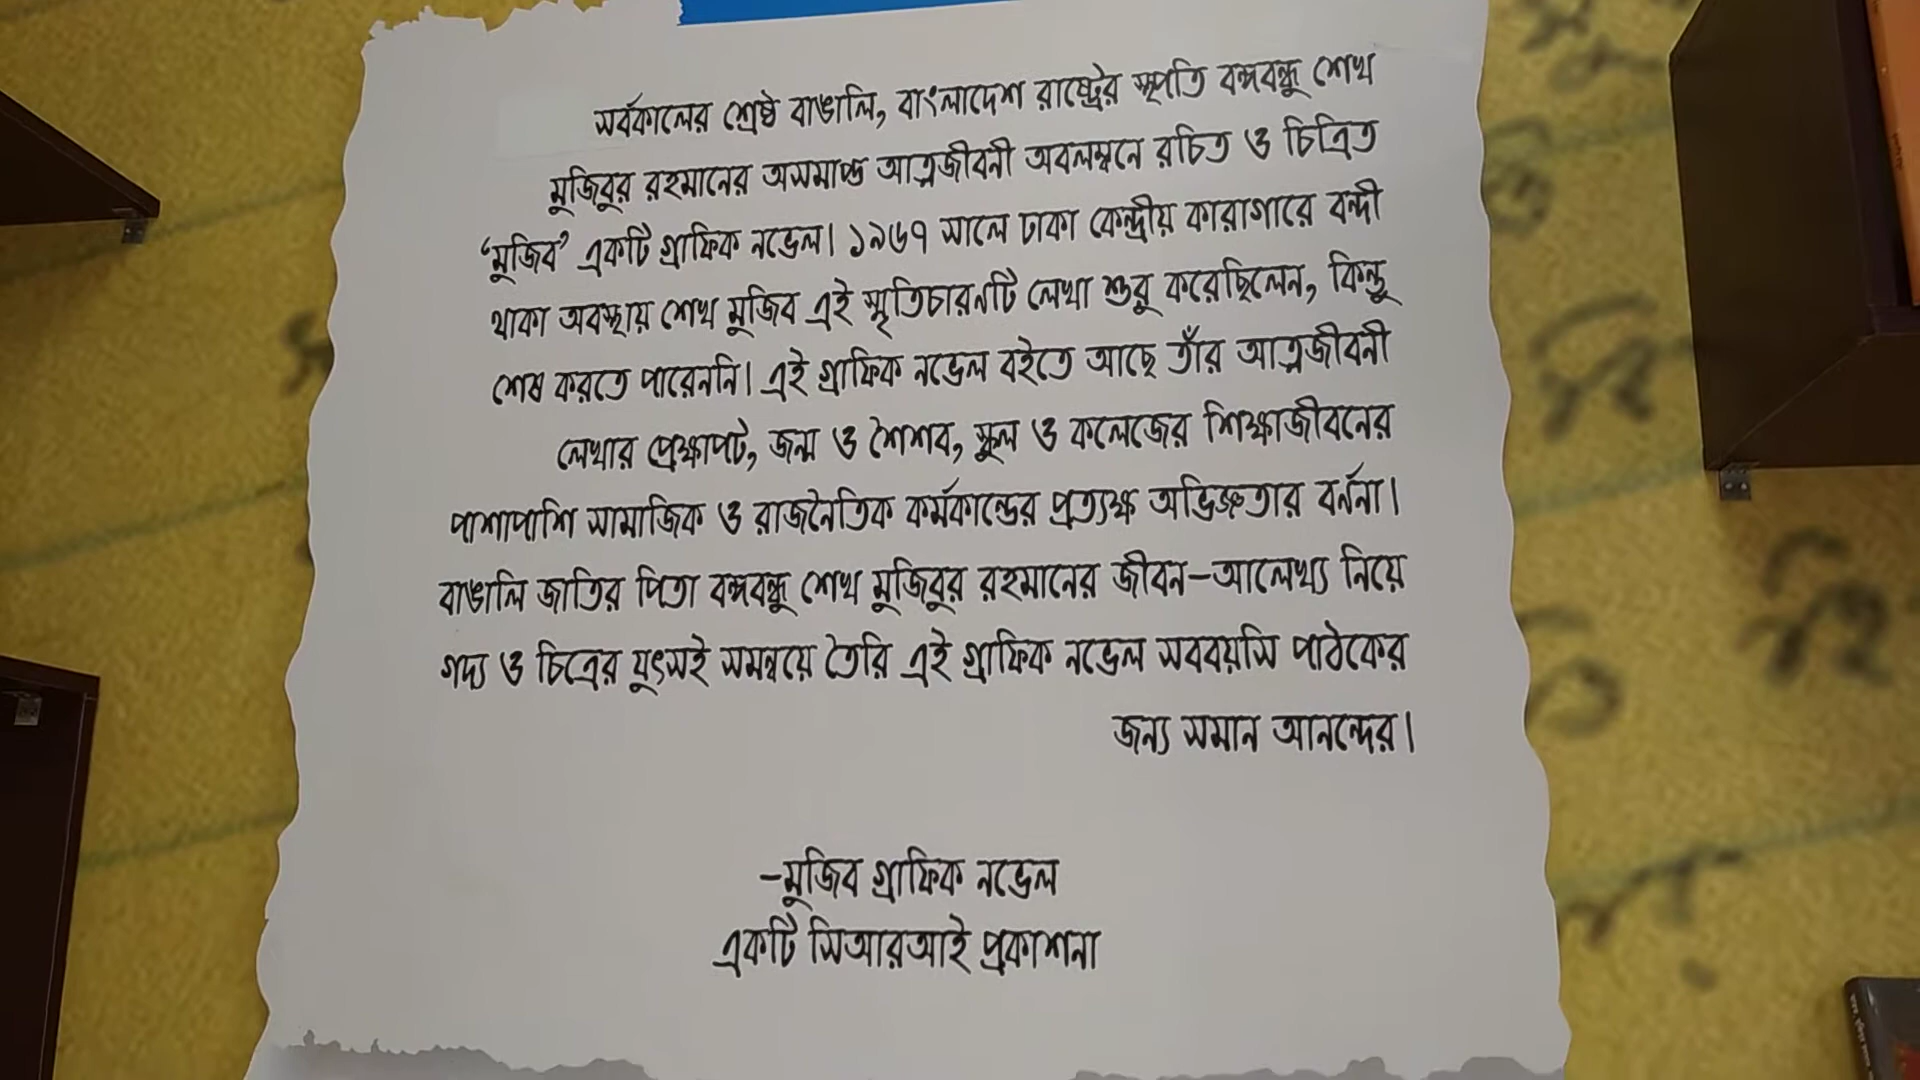 সর্বকালের শ্রেষ্ঠ বাঙালি, বাংলাদেশ রাষ্ট্রের স্থপতি বঙ্গবন্ধু শেখ
মুজিবুর রহমানের অসমাপ্ত আত্মজীবনী অবলম্বনে রচিত ও চিত্রিত
‘মুজিব’ একটি গ্রাফিক নভেল। ১৯৬৭ সালে ঢাকা কেন্দ্রীয় কারাগারে বন্দী
থাকা অবস্থায় শেখ মুজিব এই স্মৃতিচারনটি লেখা শুরু করেছিলেন, কিন্তু
শেষ করতে পারেননি। এই গ্রাফিক নভেল বইতে আছে তাঁর আত্মজীবনী
লেখার প্রেক্ষাপট, জন্ম ও শৈশব, স্কুল ও কলেজের শিক্ষাজীবনের
পাশাপাশি সামাজিক ও রাজনৈতিক কর্মকান্ডের প্রত্যক্ষ অভিজ্ঞতার বর্ননা।
বাঙালি জাতির পিতা বঙ্গবন্ধু শেখ মুজিবুর রহমানের জীবন-আলেখ্য নিয়ে
গদ্য ও চিত্রের যুৎসই সমন্বয়ে তৈরি এই গ্রাফিক নভেল সববয়সি পাঠকের
জন্য সমান আনন্দের।
-মুজিব গ্রাফিক নভেল
একটি সিআরআই প্রকাশনা